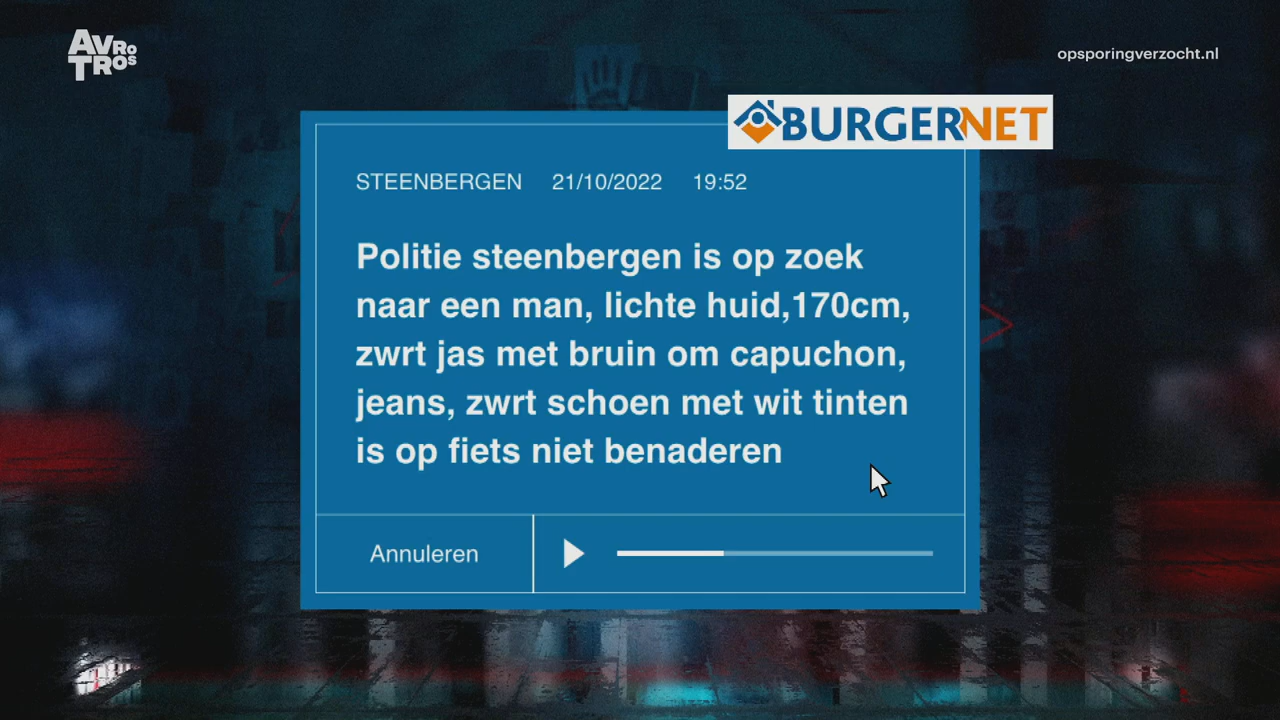 AVROTROS
opsporingverzocht.nl
BURGERNET
STEENBERGEN 21/10/2022 19:52
Politie steenbergen is op zoek
naar een man, lichte huid,170cm,
zwrt jas met bruin om capuchon,
jeans, zwrt schoen met wit tinten
is op fiets niet benaderen
Annuleren